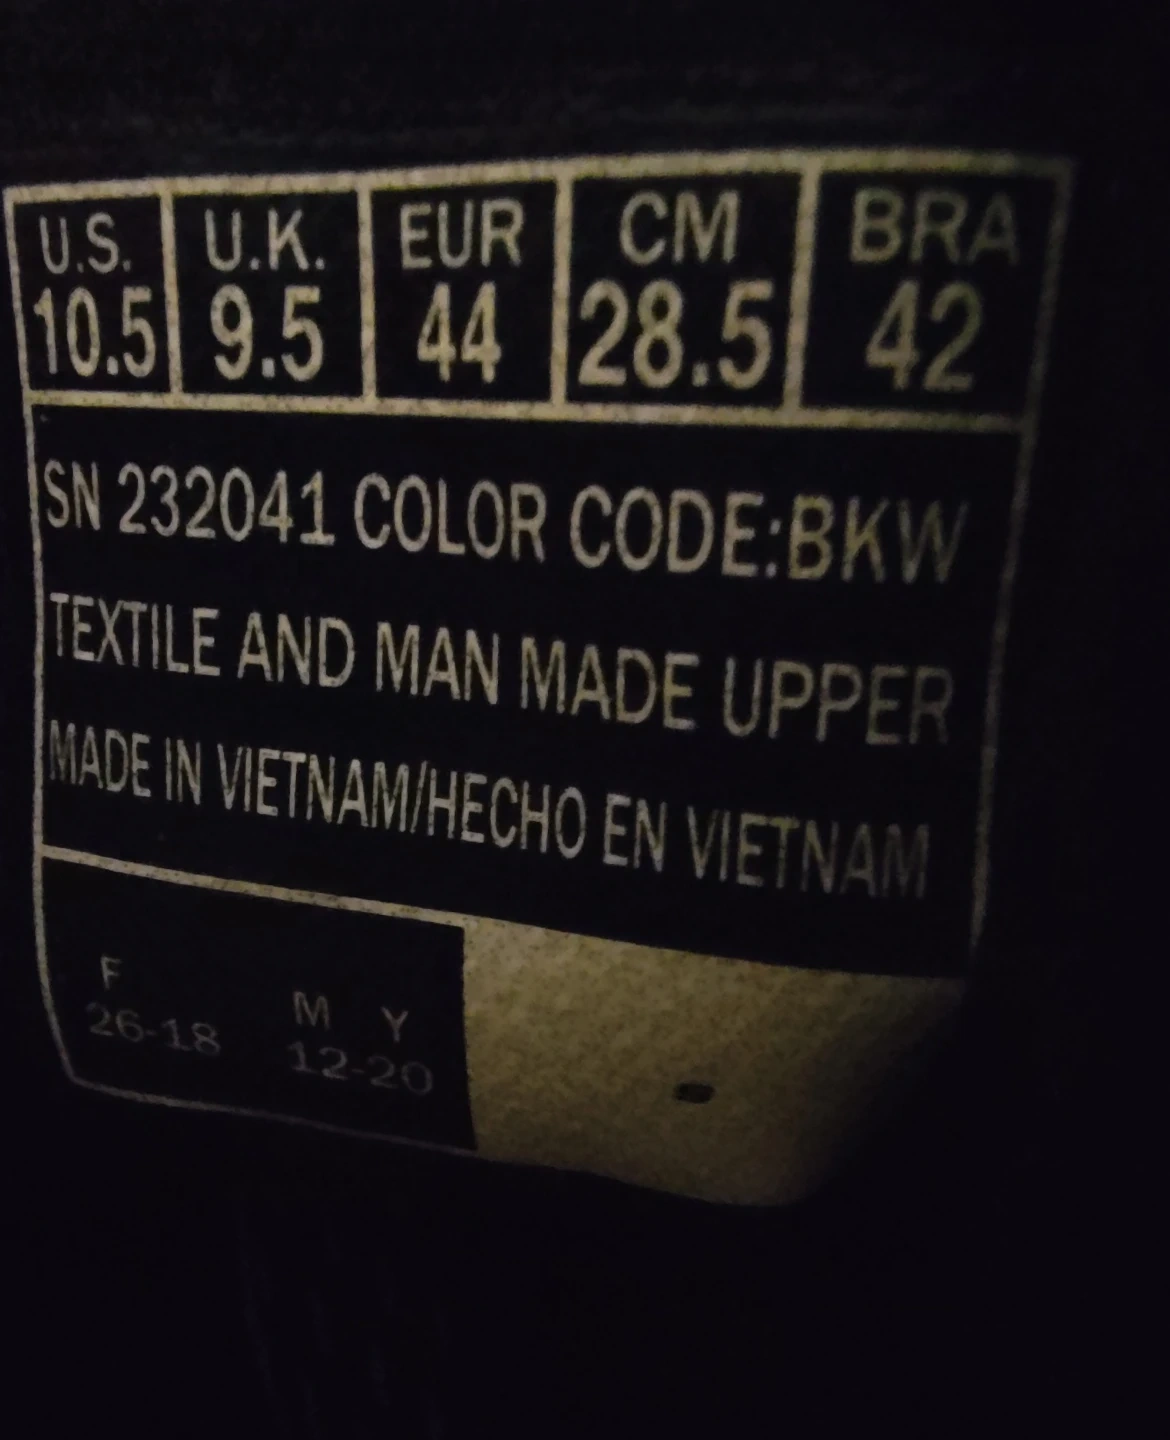 U.S. U.K. EUR CM BRA
10.5 9.5 44 28.5 42
SN 232041 COLOR CODE:BKW
TEXTILE AND MAN MADE UPPER
MADE IN VIETNAM/HECHO EN VIETNAM
F M Y
26-18 12-20